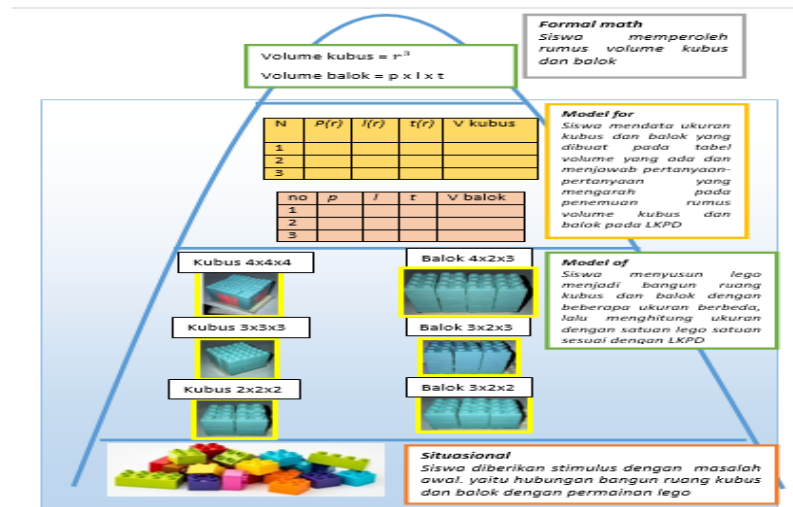 Formal math
Siswa memperoleh
rumus volume kubus
dan balok
Volume kubus = r³
Volume balok = p x l x t
N P(r) l(r) t(r) V kubus
1
2
3
Model for
Siswa mendata ukuran
kubus dan balok yang
dibuat pada tabel
volume yang ada dan
menjawab pertanyaan-
pertanyaan yang
mengarah pada
penemuan rumus
volume kubus dan
balok pada LKPD
no p l t V balok
1
2
3
Kubus 4x4x4
Balok 4x2x3
Kubus 3x3x3
Balok 3x2x3
Kubus 2x2x2
Balok 3x2x2
Model of
Siswa menyusun lego
menjadi bangun ruang
kubus dan balok dengan
beberapa ukuran berbeda,
lalu menghitung ukuran
dengan satuan lego satuan
sesuai dengan LKPD
Situasional
Siswa diberikan stimulus dengan masalah
awal. yaitu hubungan bangun ruang kubus
dan balok dengan permainan lego